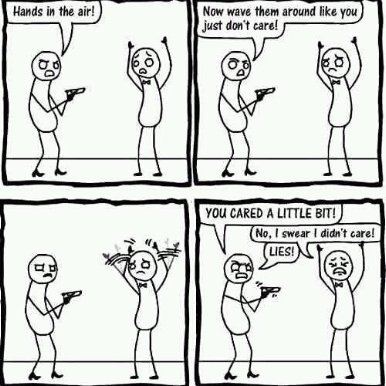 Hands in the air!
Now wave them around like you
just don't care!
YOU CARED A LITTLE BIT!
No, I swear I didn't care!
LIES!